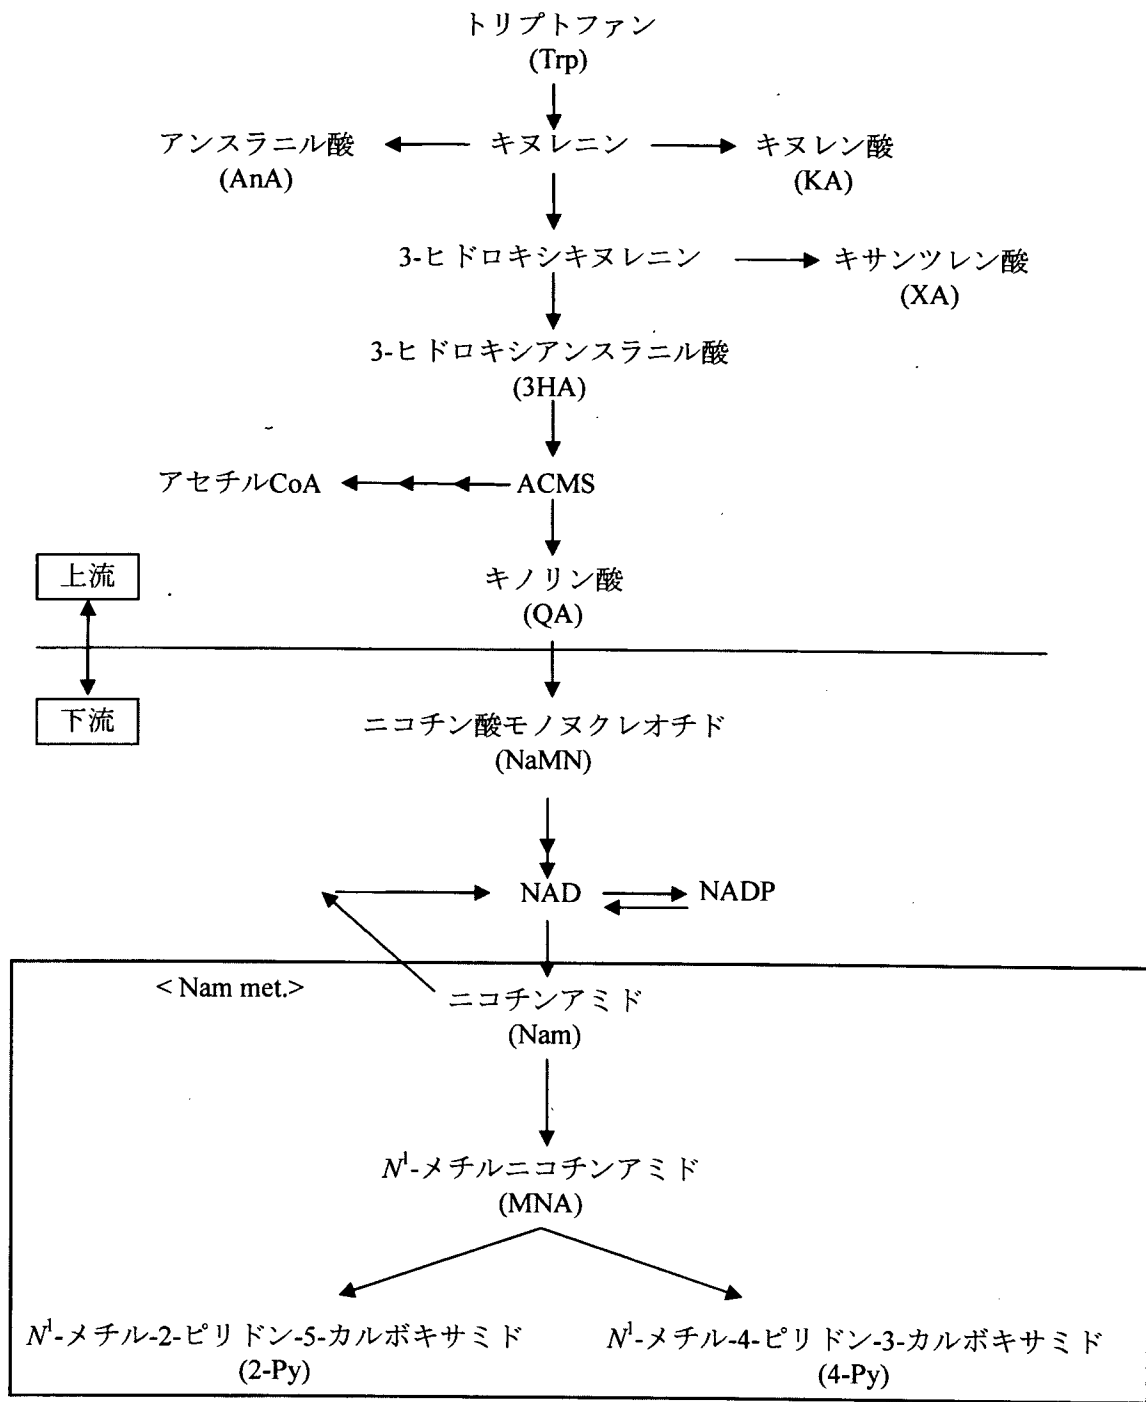 トリプトファン
(Trp)
アンスラニル酸
(AnA)
キヌレニン
キヌレン酸
(KA)
3-ヒドロキシキヌレニン
キサンツレン酸
(XA)
3-ヒドロキシアンスラニル酸
(3HA)
アセチルCoA
ACMS
上流
キノリン酸
(QA)
下流
ニコチン酸モノヌクレオチド
(NaMN)
NAD
NADP
< Nam met.>
ニコチンアミド
(Nam)
N¹-メチルニコチンアミド
(MNA)
N¹-メチル-2-ピリドン-5-カルボキサミド
(2-Py)
N¹-メチル-4-ピリドン-3-カルボキサミド
(4-Py)